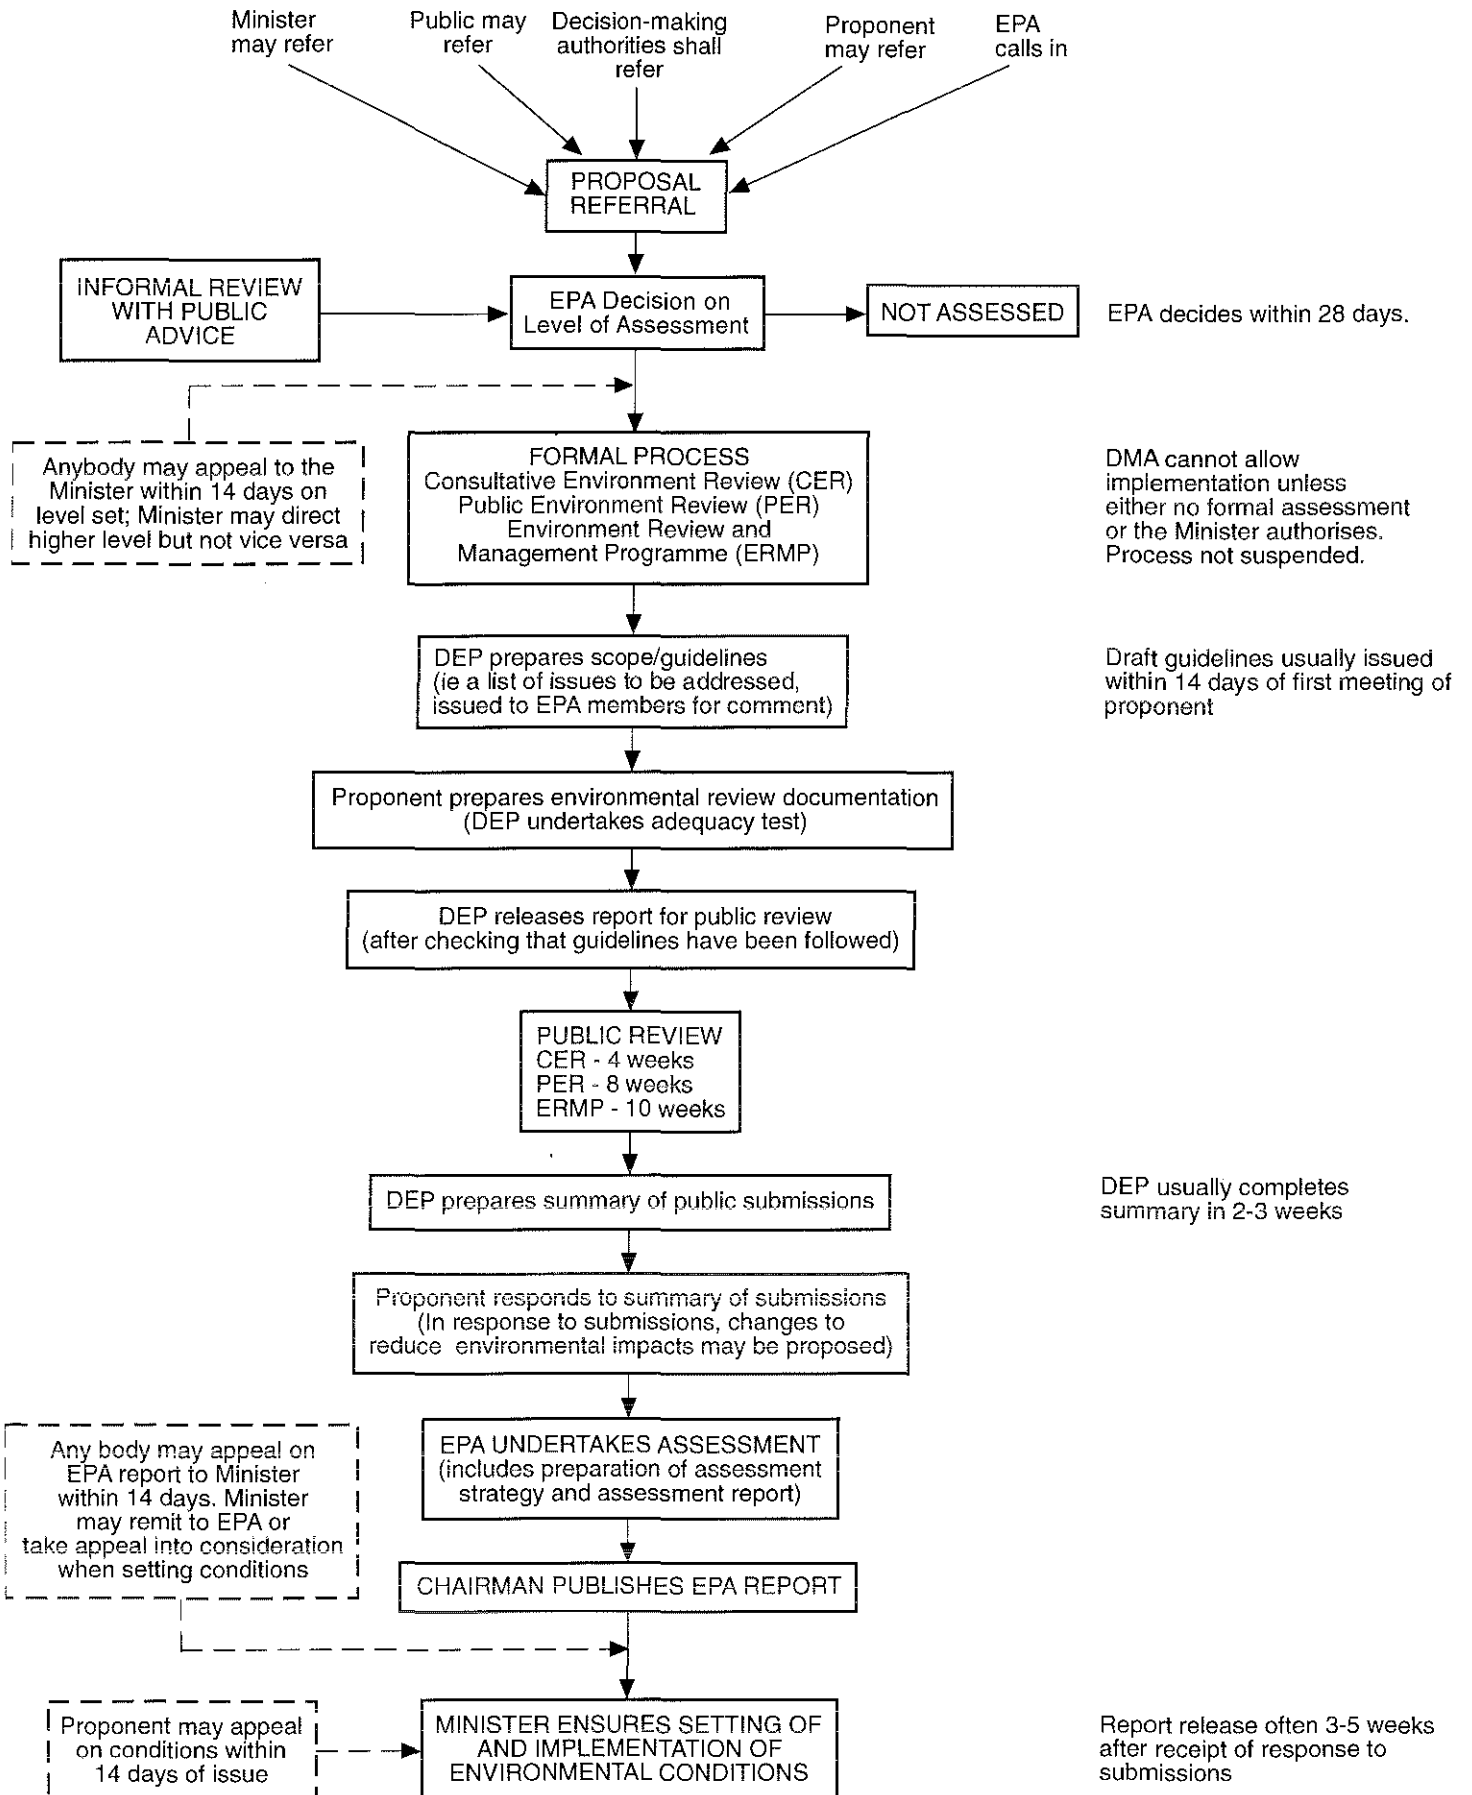 Minister
may refer
Public may
refer
Decision-making
authorities shall
refer
Proponent
may refer
EPA
calls in
PROPOSAL
REFERRAL
INFORMAL REVIEW
WITH PUBLIC
ADVICE
EPA Decision on
Level of Assessment
NOT ASSESSED
EPA decides within 28 days.
Anybody may appeal to the
Minister within 14 days on
level set; Minister may direct
higher level but not vice versa
FORMAL PROCESS
Consultative Environment Review (CER)
Public Environment Review (PER)
Environment Review and
Management Programme (ERMP)
DMA cannot allow
implementation unless
either no formal assessment
or the Minister authorises.
Process not suspended.
DEP prepares scope/guidelines
(ie a list of issues to be addressed,
issued to EPA members for comment)
Draft guidelines usually issued
within 14 days of first meeting of
proponent
Proponent prepares environmental review documentation
(DEP undertakes adequacy test)
DEP releases report for public review
(after checking that guidelines have been followed)
PUBLIC REVIEW
CER - 4 weeks
PER - 8 weeks
ERMP - 10 weeks
DEP prepares summary of public submissions
DEP usually completes
summary in 2-3 weeks
Proponent responds to summary of submissions
(In response to submissions, changes to
reduce environmental impacts may be proposed)
Any body may appeal on
EPA report to Minister
within 14 days. Minister
may remit to EPA or
take appeal into consideration
when setting conditions
EPA UNDERTAKES ASSESSMENT
(includes preparation of assessment
strategy and assessment report)
CHAIRMAN PUBLISHES EPA REPORT
Proponent may appeal
on conditions within
14 days of issue
MINISTER ENSURES SETTING OF
AND IMPLEMENTATION OF
ENVIRONMENTAL CONDITIONS
Report release often 3-5 weeks
after receipt of response to
submissions